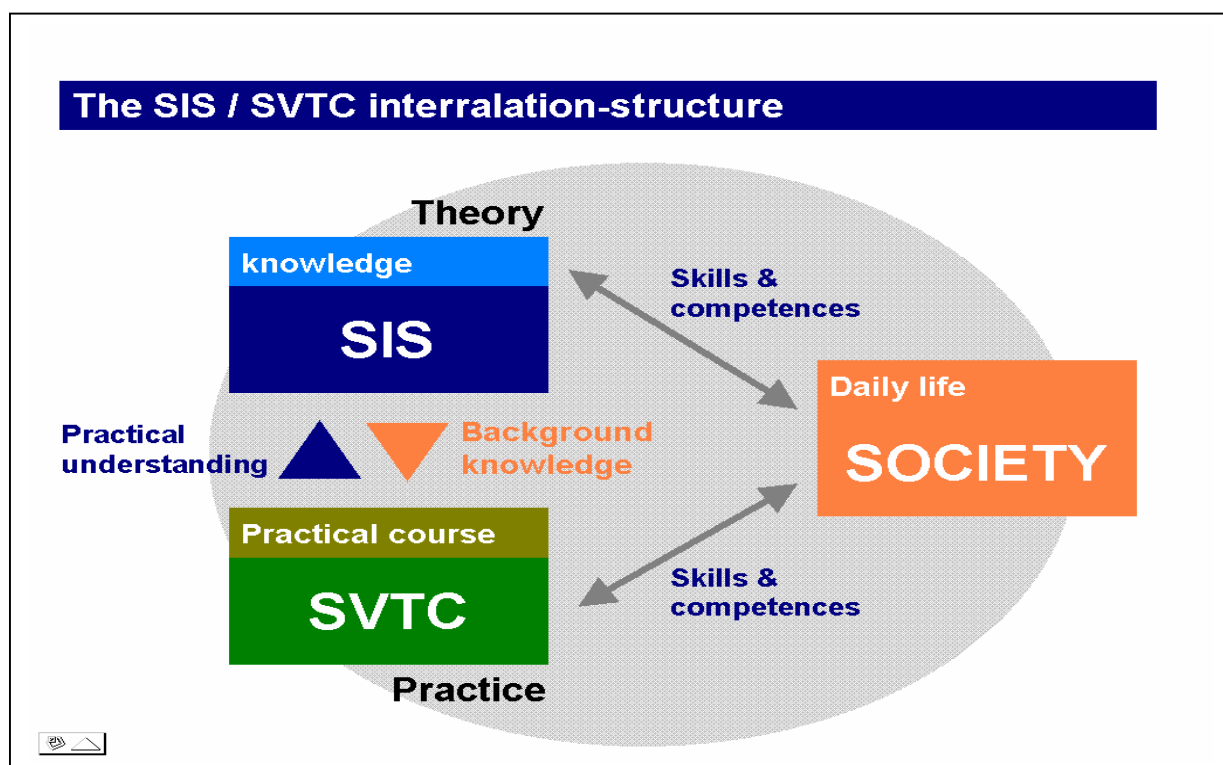 The SIS / SVTC interralation-structure
Theory
knowledge
SIS
Skills &
competences
Daily life
SOCIETY
Practical
understanding
Background
knowledge
Practical course
SVTC
Skills &
competences
Practice